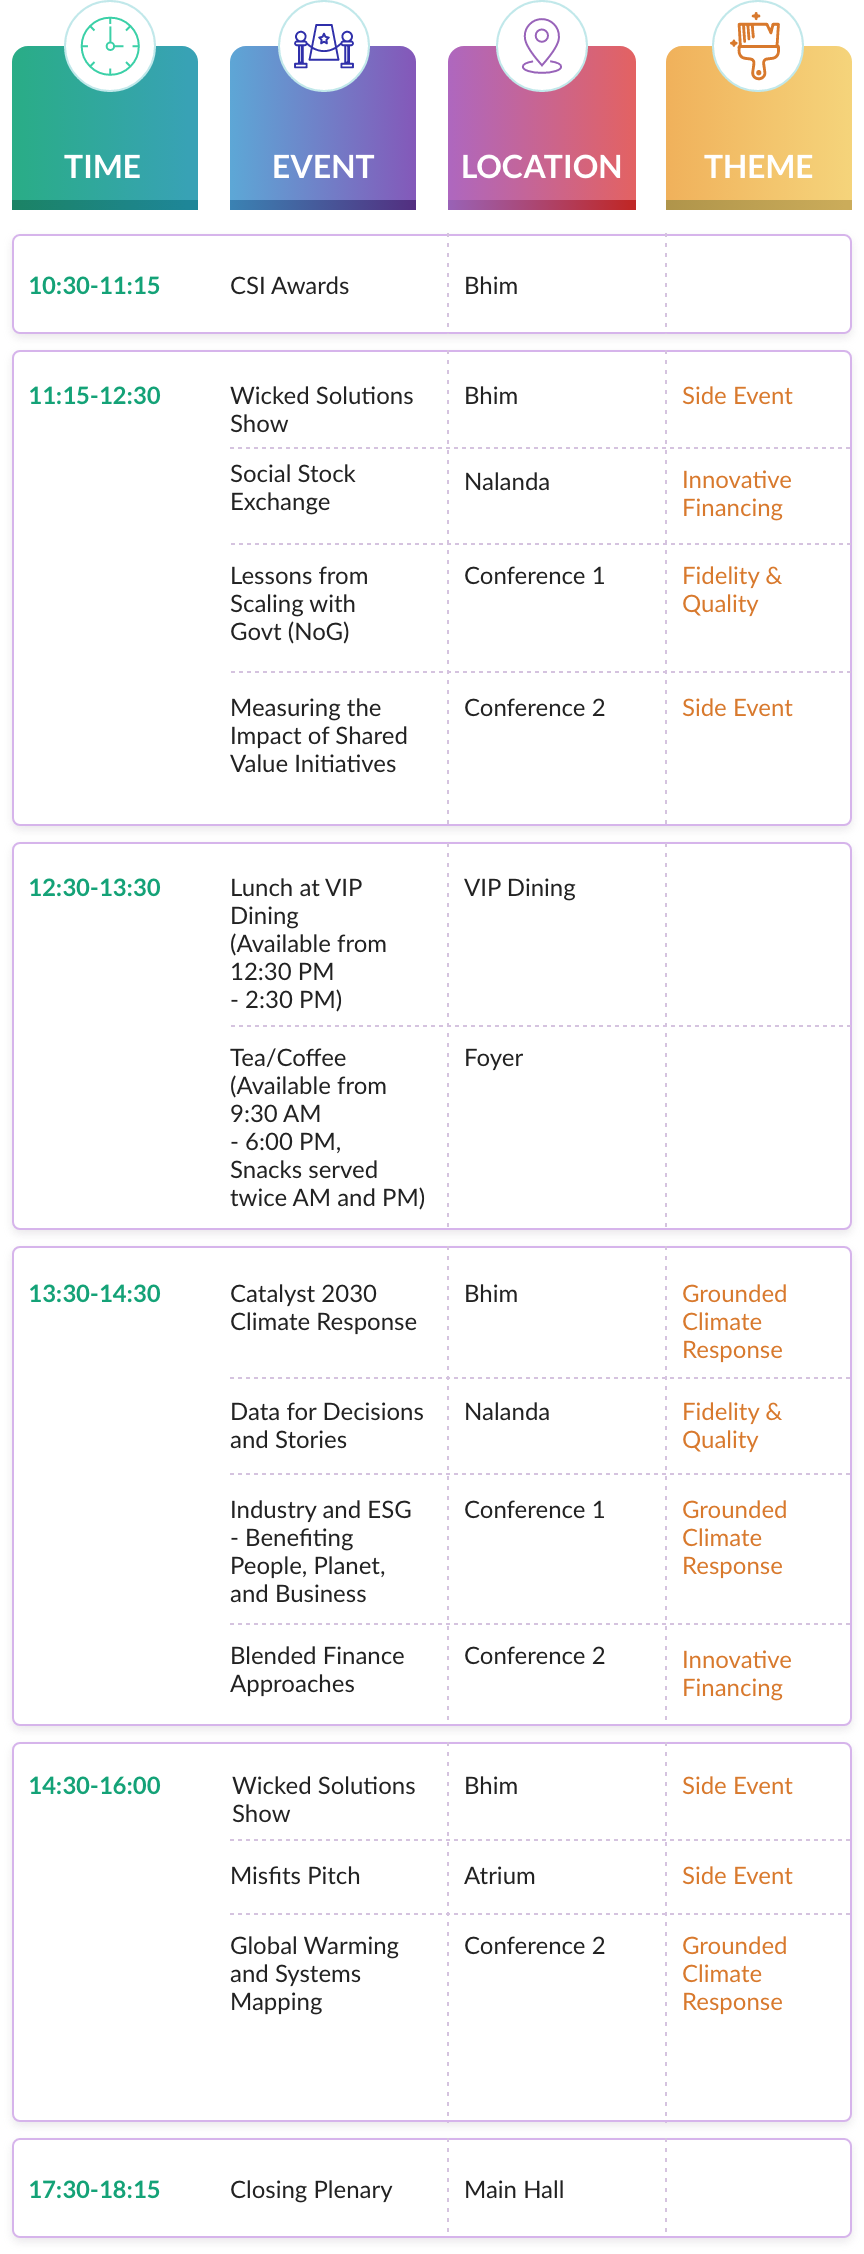 TIME
EVENT
LOCATION
THEME
10:30-11:15
CSI Awards
Bhim
11:15-12:30
Wicked Solutions
Show
Bhim
Side Event
Social Stock
Exchange
Nalanda
Innovative
Financing
Lessons from
Scaling with
Govt (NoG)
Conference 1
Fidelity &
Quality
Measuring the
Impact of Shared
Value Initiatives
Conference 2
Side Event
12:30-13:30
Lunch at VIP
Dining
(Available from
12:30 PM
- 2:30 PM)
VIP Dining
Tea/Coffee
(Available from
9:30 AM
- 6:00 PM,
Snacks served
twice AM and PM)
Foyer
13:30-14:30
Catalyst 2030
Climate Response
Bhim
Grounded
Climate
Response
Data for Decisions
and Stories
Nalanda
Fidelity &
Quality
Industry and ESG
- Benefiting
People, Planet,
and Business
Conference 1
Grounded
Climate
Response
Blended Finance
Approaches
Conference 2
Innovative
Financing
14:30-16:00
Wicked Solutions
Show
Bhim
Side Event
Misfits Pitch
Atrium
Side Event
Global Warming
and Systems
Mapping
Conference 2
Grounded
Climate
Response
17:30-18:15
Closing Plenary
Main Hall